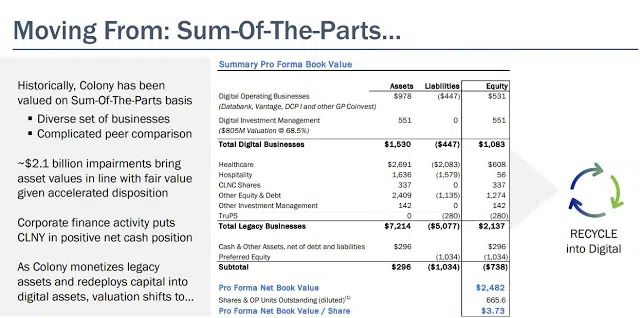 Moving From: Sum-Of-The-Parts...
Historically, Colony has been
valued on Sum-Of-The-Parts basis
▪ Diverse set of businesses
▪ Complicated peer comparison
~$2.1 billion impairments bring
asset values in line with fair value
given accelerated disposition
Corporate finance activity puts
CLNY in positive net cash position
As Colony monetizes legacy
assets and redeploys capital into
digital assets, valuation shifts to...
Summary Pro Forma Book Value
Assets Liabilities Equity
Digital Operating Businesses $978 ($447) $531
(Databank, Vantage, DCP I and other GP Coinvest)
Digital Investment Management 551 0 551
($805M Valuation @ 68.5%)
Total Digital Businesses $1,530 ($447) $1,083
Healthcare $2,691 ($2,083) $608
Hospitality 1,636 (1,579) 56
CLNC Shares 337 0 337
Other Equity & Debt 2,409 (1,135) 1,274
Other Investment Management 142 0 142
TruPS 0 (280) (280)
Total Legacy Businesses $7,214 ($5,077) $2,137
Cash & Other Assets, net of debt and liabilities $296 $296
Preferred Equity (1,034) (1,034)
Subtotal $296 ($1,034) ($738)
Pro Forma Net Book Value $2,482
Shares & OP Units Outstanding (diluted)(1) 665.6
Pro Forma Net Book Value / Share $3.73
RECYCLE
into Digital